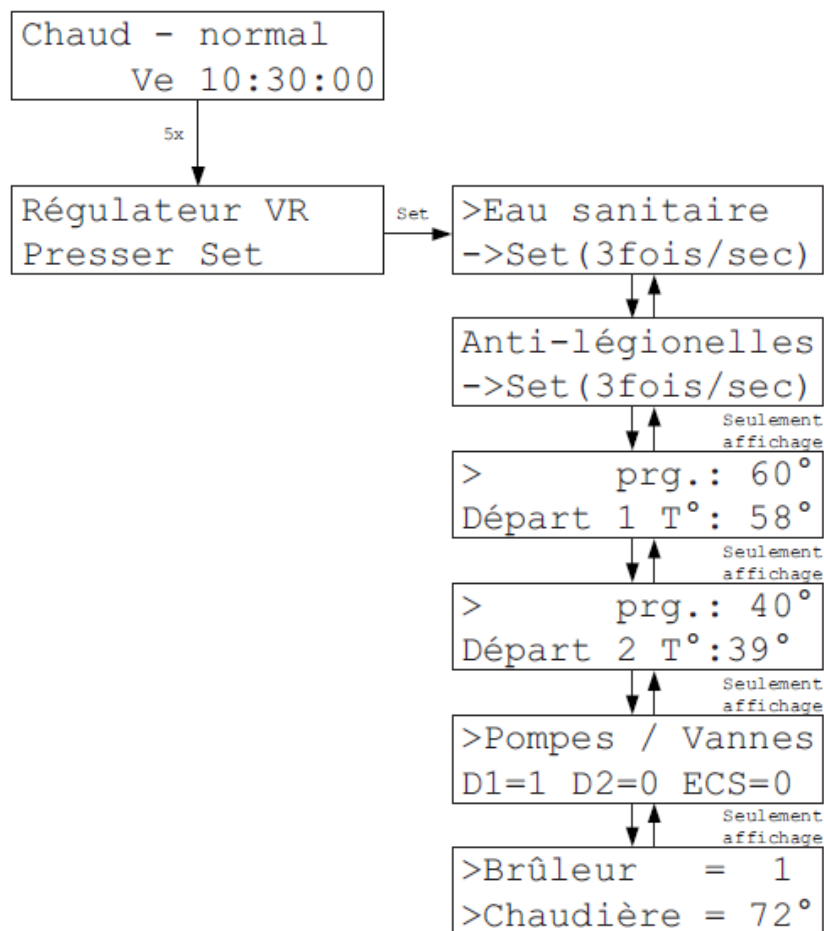 Chaud - normal
Ve 10:30:00
5x
Régulateur VR
Presser Set
Set
>Eau sanitaire
->Set(3fois/sec)
Anti-légionelles
->Set(3fois/sec)
Seulement
affichage
> prg.: 60°
Départ 1 T°: 58°
Seulement
affichage
> prg.: 40°
Départ 2 T°:39°
Seulement
affichage
>Pompes / Vannes
D1=1 D2=0 ECS=0
Seulement
affichage
>Brûleur = 1
>Chaudière = 72°